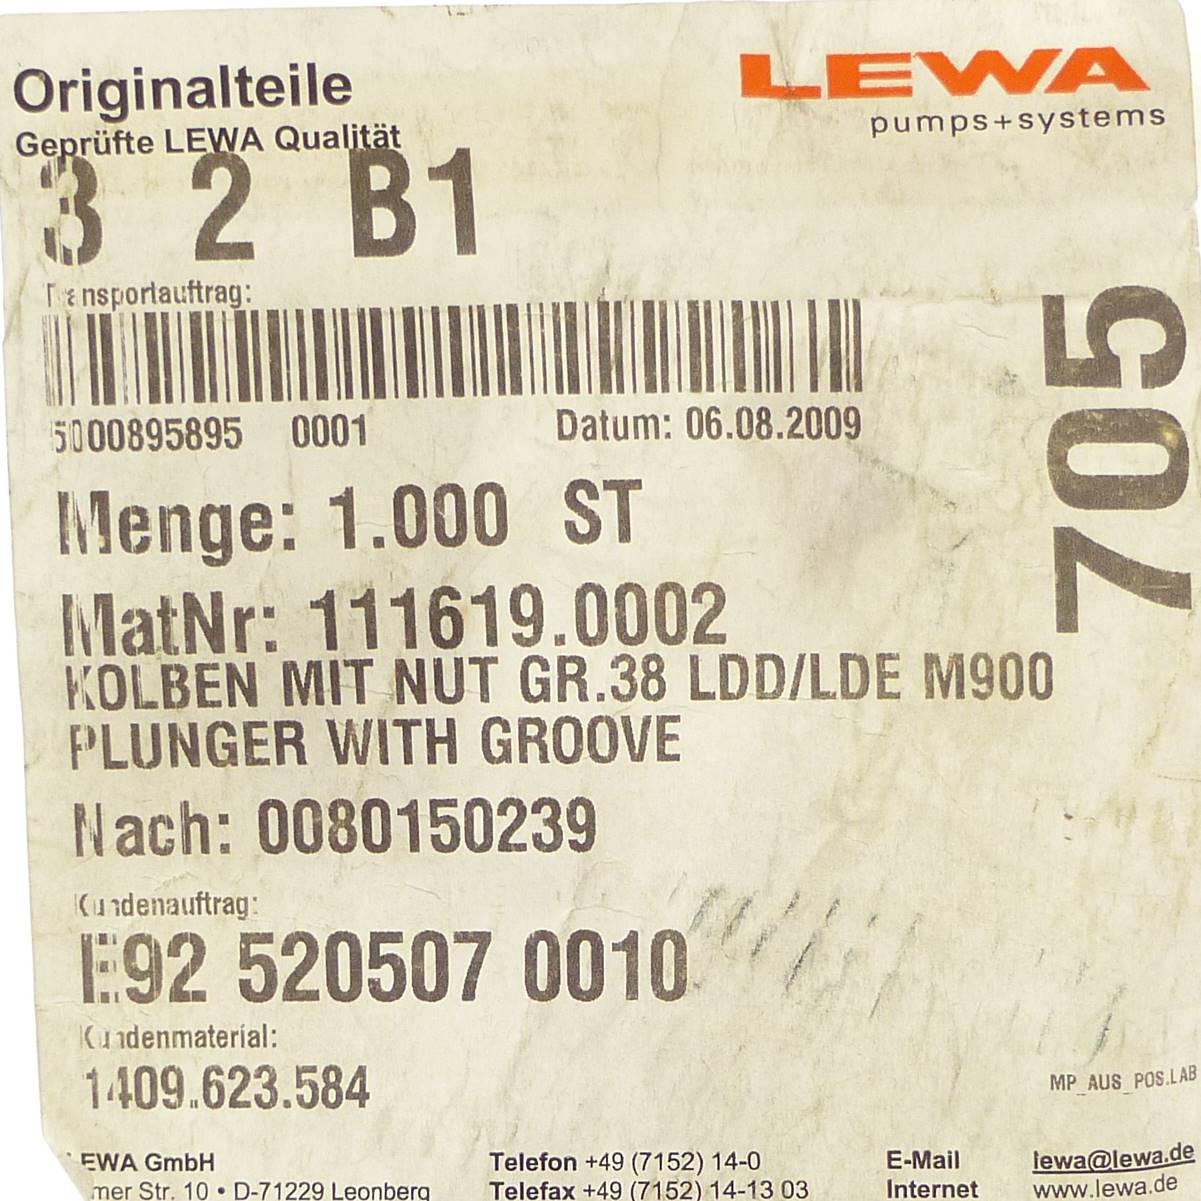 Originalteile
Geprüfte LEWA Qualität
LEWA
pumps+systems
3 2 B1
Transportauftrag:
5000895895 0001 Datum: 06.08.2009
705
Menge: 1.000 ST
MatNr: 111619.0002
KOLBEN MIT NUT GR.38 LDD/LDE M900
PLUNGER WITH GROOVE
Nach: 0080150239
Kundenauftrag:
E92 520507 0010
Kundenmaterial:
1409.623.584
MP_AUS_POS.LAB
LEWA GmbH Telefon +49 (7152) 14-0 E-Mail lewa@lewa.de
Str. 10 • D-71229 Leonberg Telefax +49 (7152) 14-13 03 Internet www.lewa.de